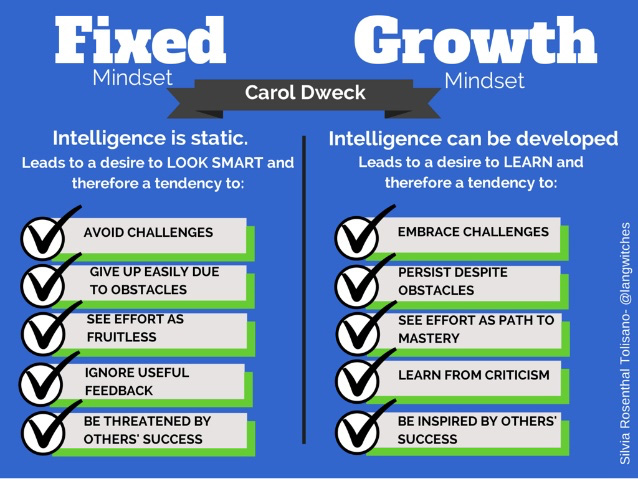 Fixed
Mindset
Growth
Mindset
Carol Dweck
Intelligence is static.
Leads to a desire to LOOK SMART and
therefore a tendency to:
AVOID CHALLENGES
GIVE UP EASILY DUE
TO OBSTACLES
SEE EFFORT AS
FRUITLESS
IGNORE USEFUL
FEEDBACK
BE THREATENED BY
OTHERS' SUCCESS
Intelligence can be developed
Leads to a desire to LEARN and
therefore a tendency to:
EMBRACE CHALLENGES
PERSIST DESPITE
OBSTACLES
SEE EFFORT AS PATH TO
MASTERY
LEARN FROM CRITICISM
BE INSPIRED BY OTHERS'
SUCCESS
Silvia Rosenthal Tolisano- @langwitches